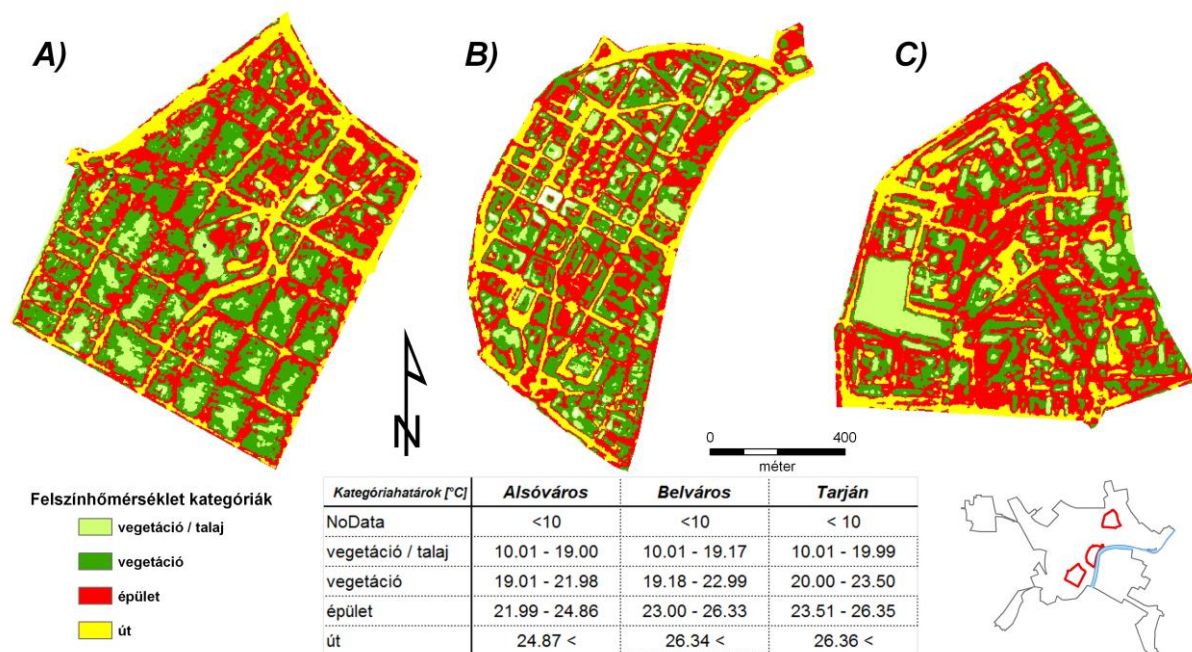 A)
B)
C)
N
0 400
méter
Felszínhőmérséklet kategóriák
vegetáció / talaj
vegetáció
épület
út
Kategóriahatárok [°C] Alsóváros Belváros Tarján
NoData <10 <10 < 10
vegetáció / talaj 10.01 - 19.00 10.01 - 19.17 10.01 - 19.99
vegetáció 19.01 - 21.98 19.18 - 22.99 20.00 - 23.50
épület 21.99 - 24.86 23.00 - 26.33 23.51 - 26.35
út 24.87 < 26.34 < 26.36 <